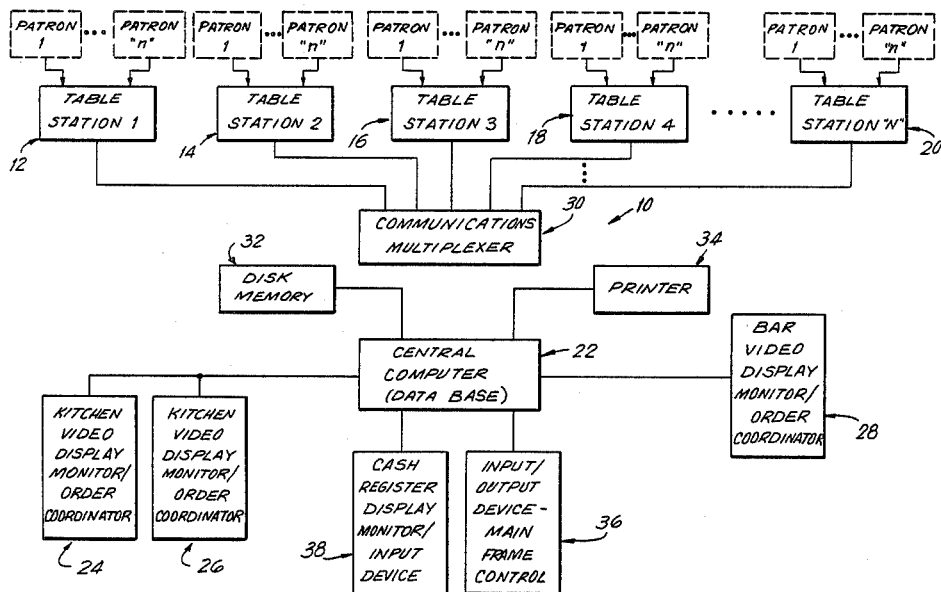 PATRON 1 ••• PATRON "n" PATRON 1 ••• PATRON "n" PATRON 1 ••• PATRON "n" PATRON 1 ••• PATRON "n" PATRON 1 ••• PATRON "n"
TABLE STATION 1
TABLE STATION 2
TABLE STATION 3
TABLE STATION 4
•••••
TABLE STATION "N"
12
14
16
18
20
COMMUNICATIONS
MULTIPLEXER
30
10
32
DISK
MEMORY
34
PRINTER
CENTRAL
COMPUTER
(DATA BASE)
22
BAR
VIDEO
DISPLAY
MONITOR/
ORDER
COORDINATOR
28
KITCHEN
VIDEO
DISPLAY
MONITOR/
ORDER
COORDINATOR
24
KITCHEN
VIDEO
DISPLAY
MONITOR/
ORDER
COORDINATOR
26
CASH
REGISTER
DISPLAY
MONITOR/
INPUT
DEVICE
38
INPUT/
OUTPUT
DEVICE-
MAIN
FRAME
CONTROL
36